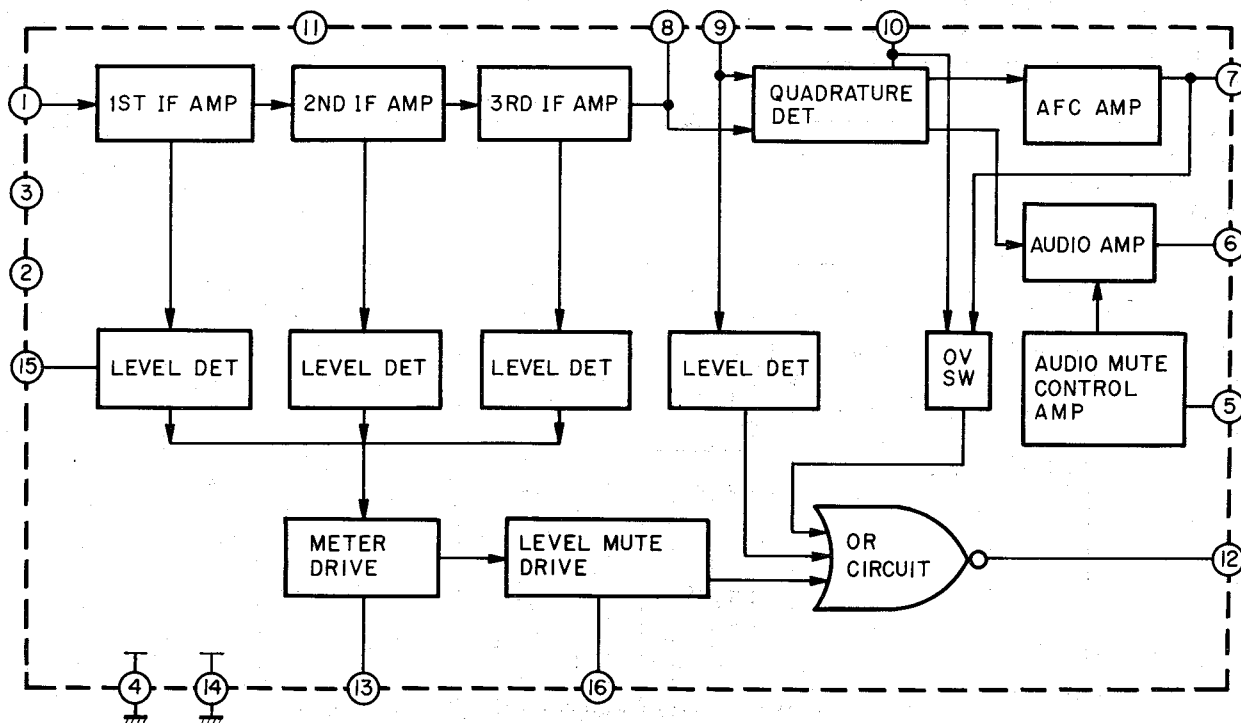 11
8
9
10
1
1ST IF AMP
2ND IF AMP
3RD IF AMP
QUADRATURE
DET
AFC AMP
7
3
2
AUDIO AMP
6
15
LEVEL DET
LEVEL DET
LEVEL DET
LEVEL DET
OV
SW
AUDIO MUTE
CONTROL
AMP
5
METER
DRIVE
LEVEL MUTE
DRIVE
OR
CIRCUIT
12
4
14
13
16